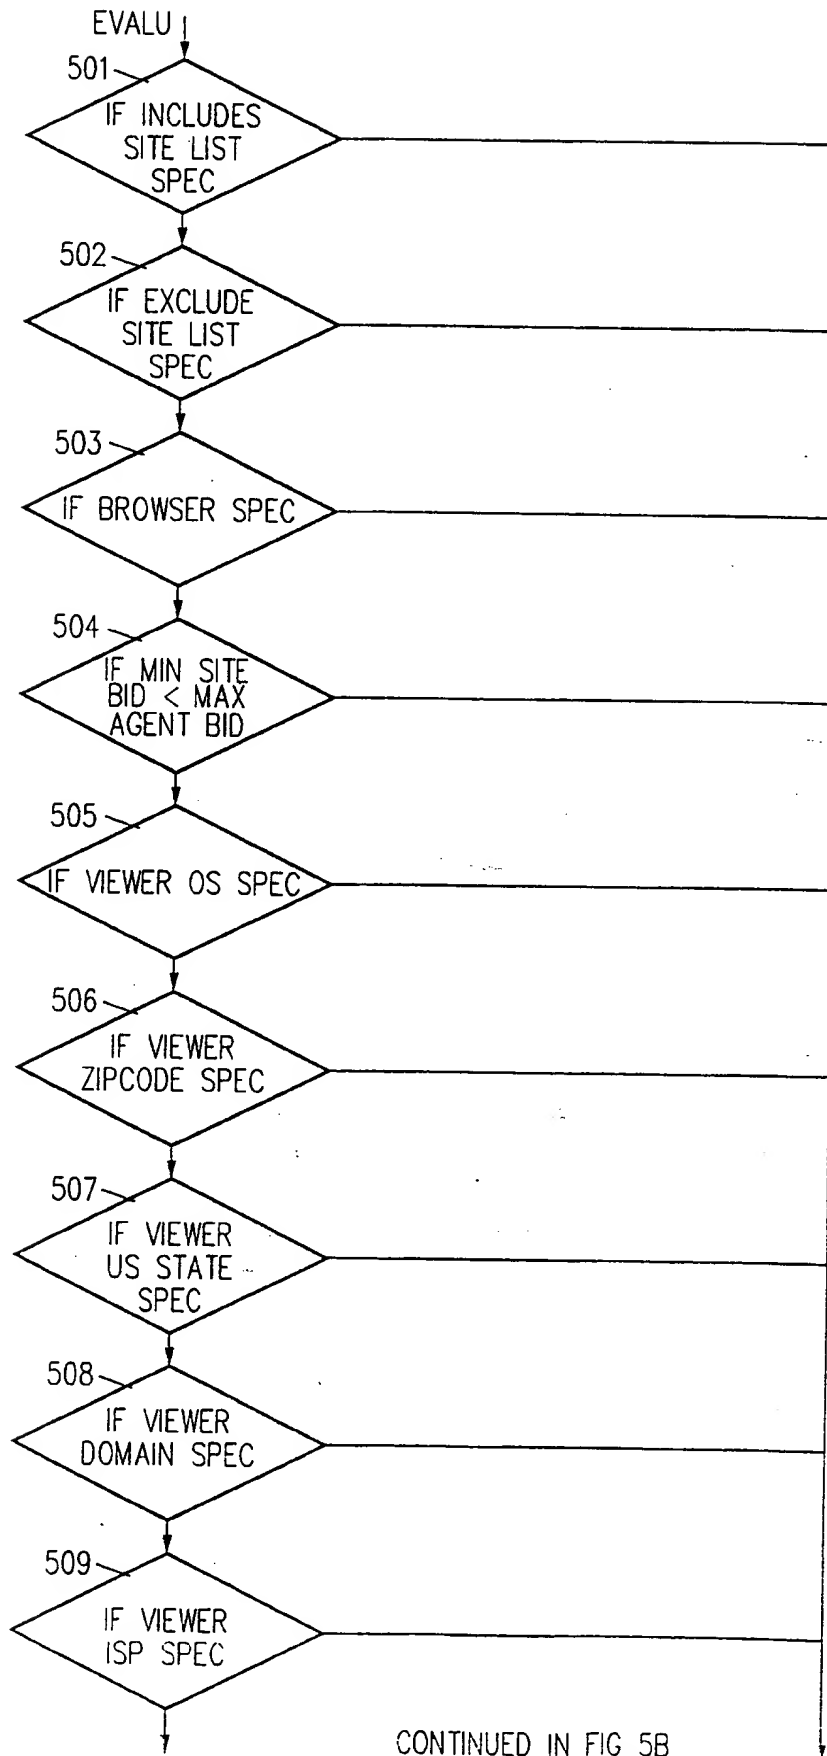 EVALU
501
IF INCLUDES
SITE LIST
SPEC
502
IF EXCLUDE
SITE LIST
SPEC
503
IF BROWSER SPEC
504
IF MIN SITE
BID < MAX
AGENT BID
505
IF VIEWER OS SPEC
506
IF VIEWER
ZIPCODE SPEC
507
IF VIEWER
US STATE
SPEC
508
IF VIEWER
DOMAIN SPEC
509
IF VIEWER
ISP SPEC
CONTINUED IN FIG 5B